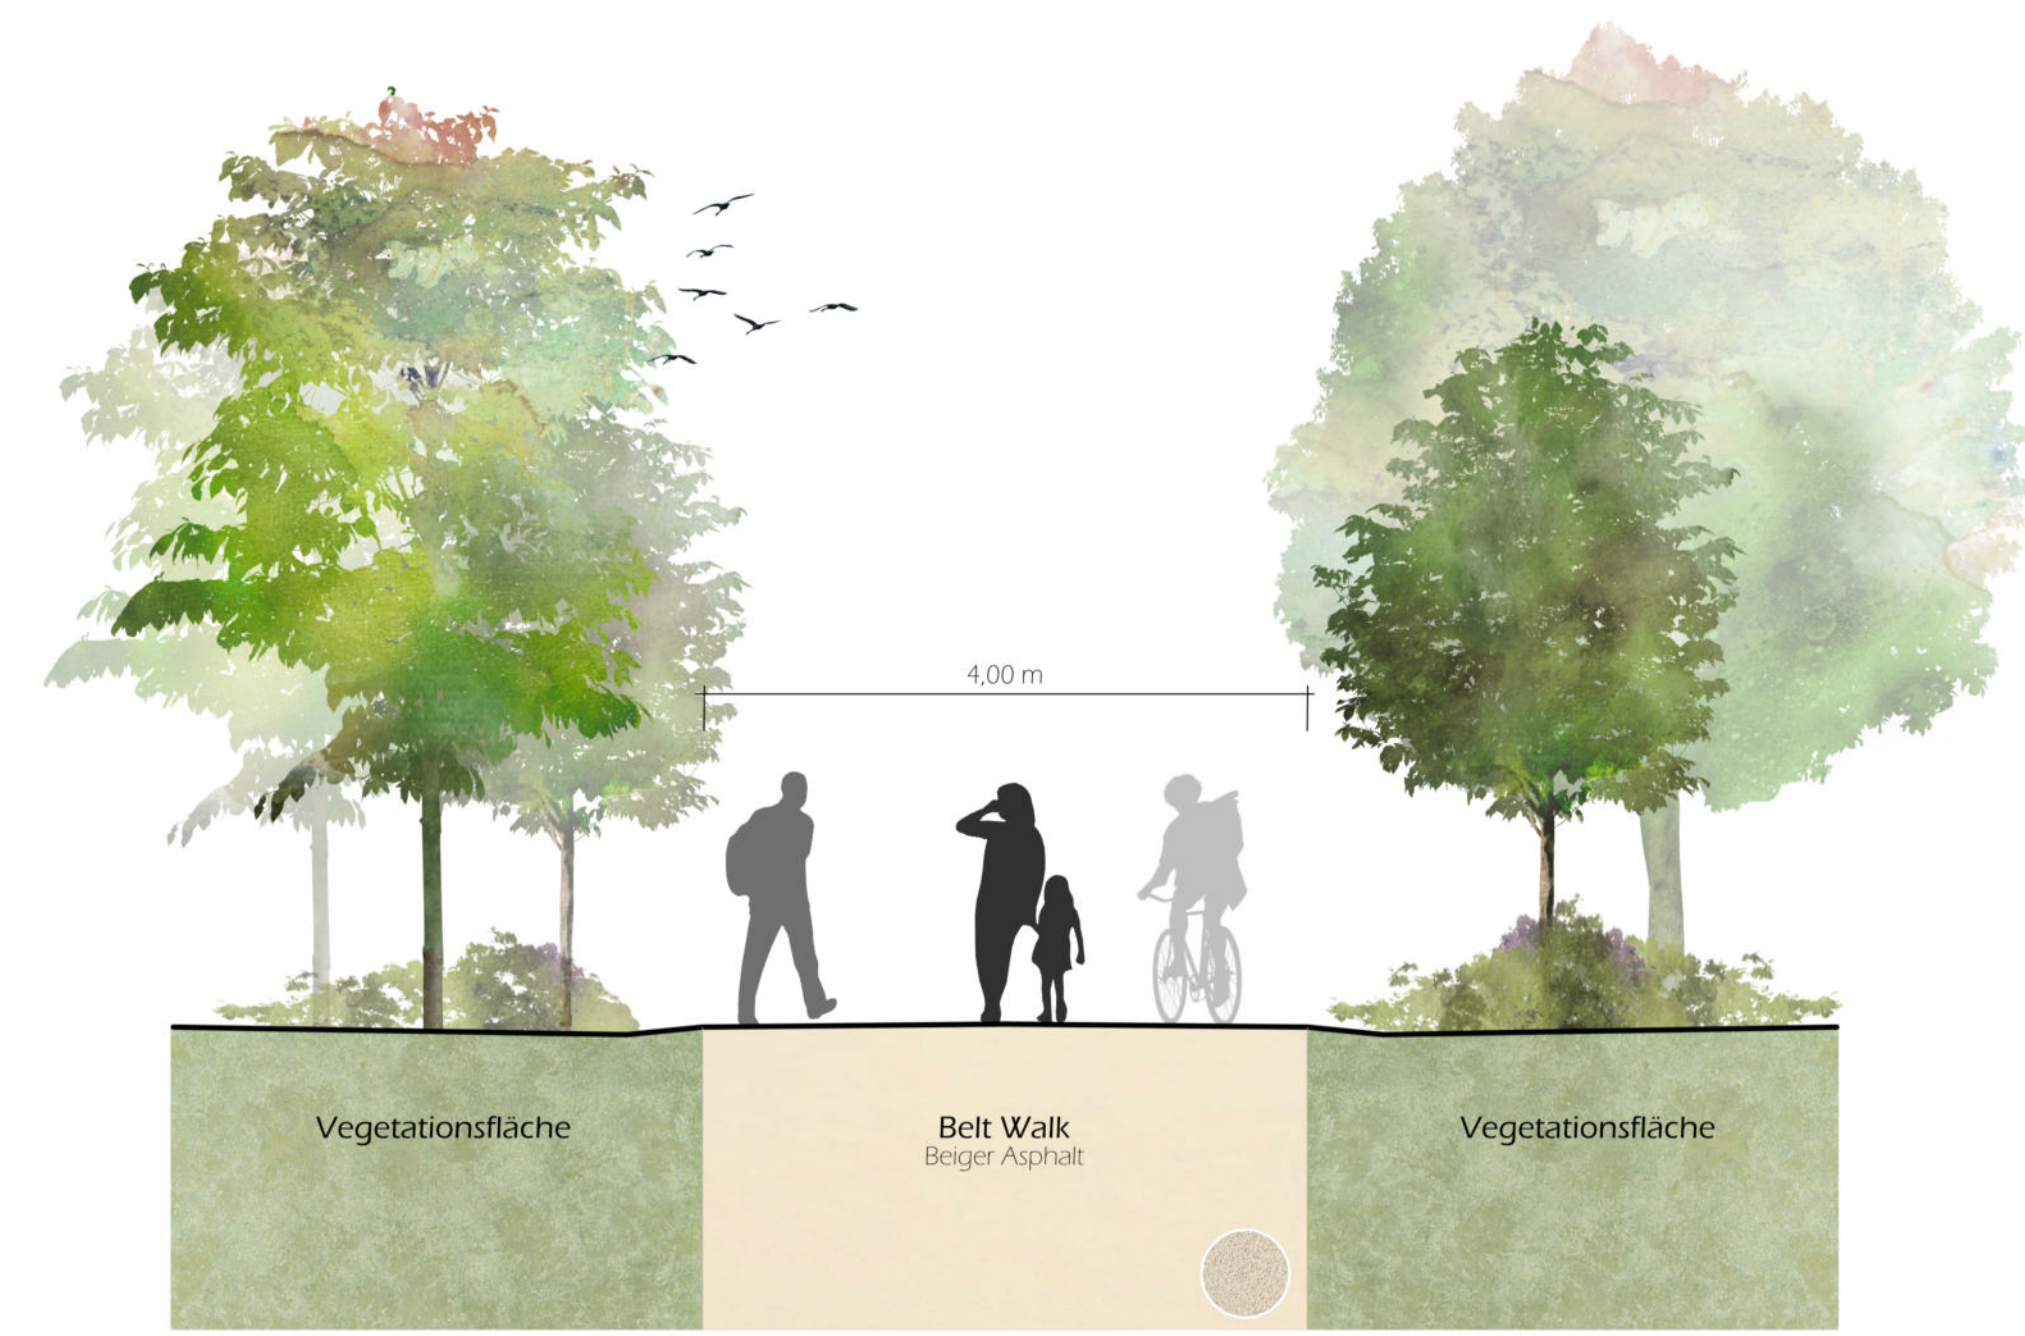 4,00 m
Vegetationsfläche
Belt Walk
Beiger Asphalt
Vegetationsfläche